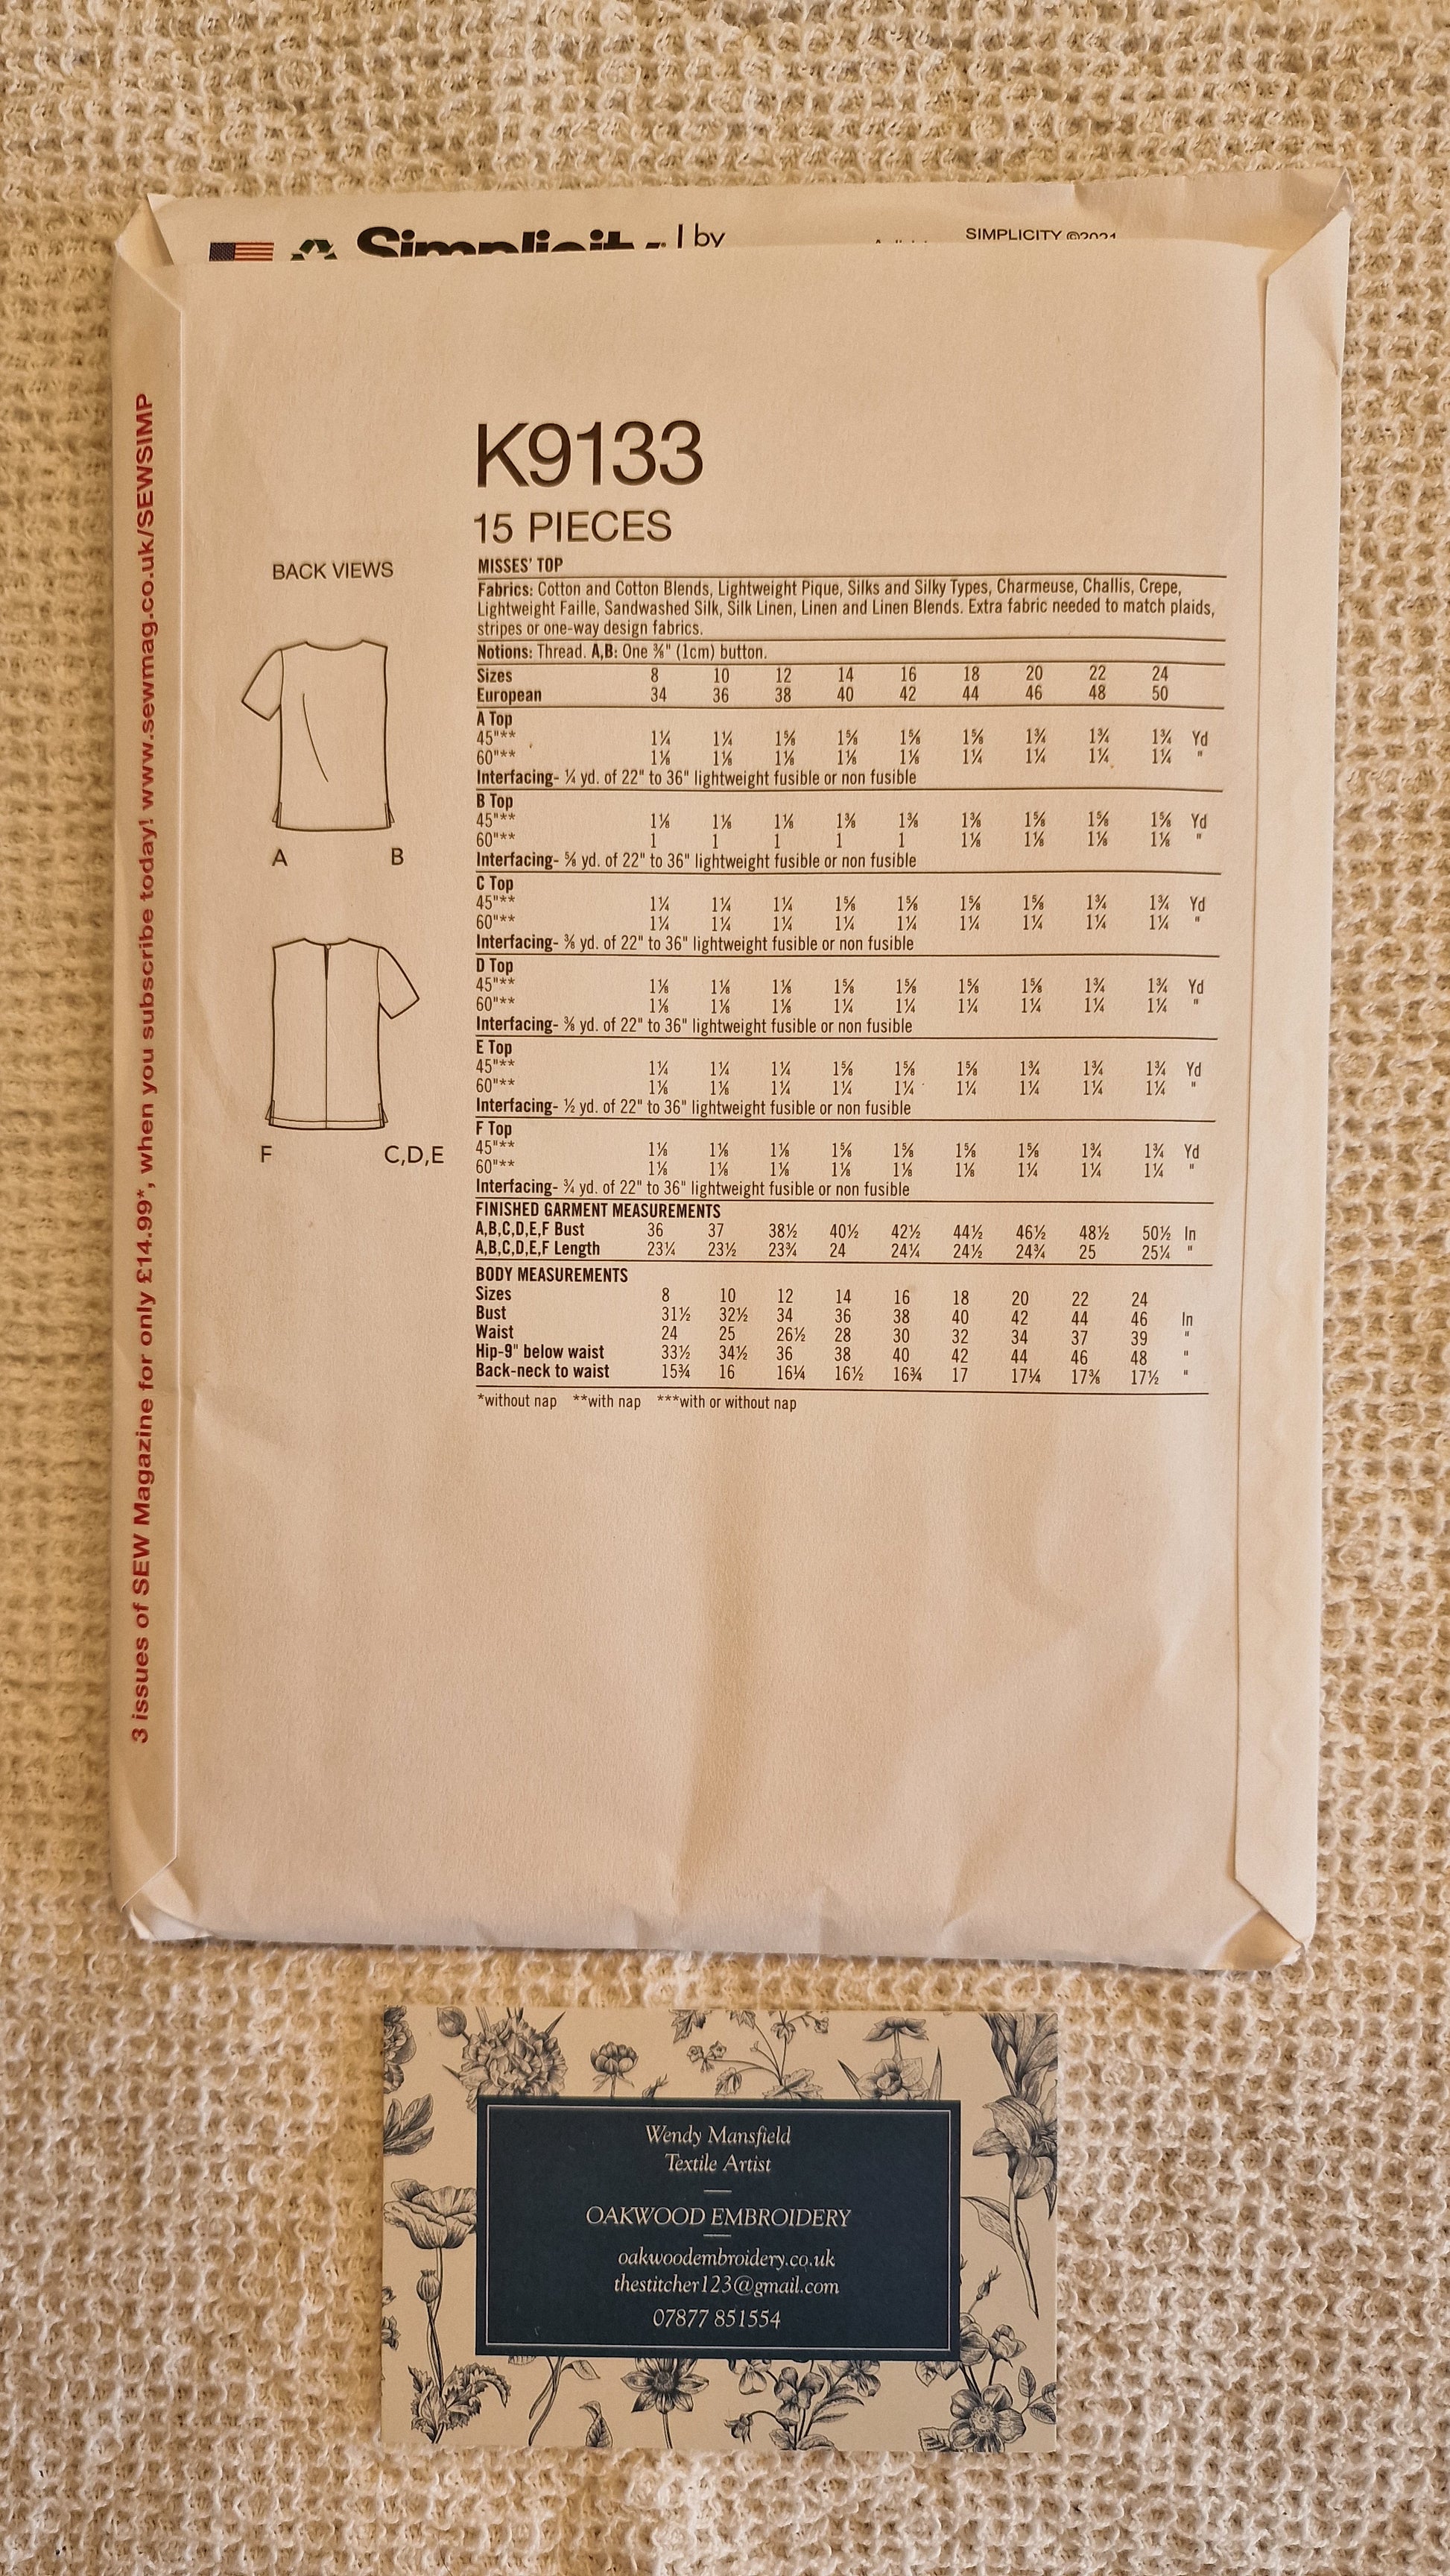 Simplicity | by
SIMPLICITY ©2021
K9133
15 PIECES
BACK VIEWS
A B
F C,D,E
MISSES' TOP
Fabrics: Cotton and Cotton Blends, Lightweight Pique, Silks and Silky Types, Charmeuse, Challis, Crepe,
Lightweight Faille, Sandwashed Silk, Silk Linen, Linen and Linen Blends. Extra fabric needed to match plaids,
stripes or one-way design fabrics.
Notions: Thread. A,B: One ⅜" (1cm) button.
Sizes 8 10 12 14 16 18 20 22 24
European 34 36 38 40 42 44 46 48 50
A Top
45"** 1¼ 1¼ 1⅝ 1⅝ 1⅝ 1⅝ 1¾ 1¾ 1¾ Yd
60"** 1⅛ 1⅛ 1⅛ 1⅛ 1⅛ 1¼ 1¼ 1¼ 1¼ "
Interfacing- ¼ yd. of 22" to 36" lightweight fusible or non fusible
B Top
45"** 1⅛ 1⅛ 1⅛ 1⅜ 1⅜ 1⅜ 1⅝ 1⅝ 1⅝ Yd
60"** 1 1 1 1 1 1⅛ 1⅛ 1⅛ 1⅛ "
Interfacing- ⅝ yd. of 22" to 36" lightweight fusible or non fusible
C Top
45"** 1¼ 1¼ 1¼ 1⅝ 1⅝ 1⅝ 1⅝ 1¾ 1¾ Yd
60"** 1¼ 1¼ 1¼ 1¼ 1¼ 1¼ 1¼ 1¼ 1¼ "
Interfacing- ⅜ yd. of 22" to 36" lightweight fusible or non fusible
D Top
45"** 1⅛ 1⅛ 1⅛ 1⅝ 1⅝ 1⅝ 1⅝ 1¾ 1¾ Yd
60"** 1⅛ 1⅛ 1⅛ 1¼ 1¼ 1¼ 1¼ 1¼ 1¼ "
Interfacing- ⅜ yd. of 22" to 36" lightweight fusible or non fusible
E Top
45"** 1¼ 1¼ 1¼ 1⅝ 1⅝ 1⅝ 1¾ 1¾ 1¾ Yd
60"** 1⅛ 1⅛ 1¼ 1¼ 1¼ 1¼ 1¼ 1¼ 1¼ "
Interfacing- ½ yd. of 22" to 36" lightweight fusible or non fusible
F Top
45"** 1⅛ 1⅛ 1⅛ 1⅝ 1⅝ 1⅝ 1⅝ 1¾ 1¾ Yd
60"** 1⅛ 1⅛ 1⅛ 1⅛ 1⅛ 1⅛ 1¼ 1¼ 1¼ "
Interfacing- ¾ yd. of 22" to 36" lightweight fusible or non fusible
FINISHED GARMENT MEASUREMENTS
A,B,C,D,E,F Bust 36 37 38½ 40½ 42½ 44½ 46½ 48½ 50½ In
A,B,C,D,E,F Length 23¼ 23½ 23¾ 24 24¼ 24½ 24¾ 25 25¼ "
BODY MEASUREMENTS
Sizes 8 10 12 14 16 18 20 22 24
Bust 31½ 32½ 34 36 38 40 42 44 46 In
Waist 24 25 26½ 28 30 32 34 37 39 "
Hip-9" below waist 33½ 34½ 36 38 40 42 44 46 48 "
Back-neck to waist 15¾ 16 16¼ 16½ 16¾ 17 17¼ 17⅜ 17½ "
*without nap **with nap ***with or without nap
3 issues of SEW Magazine for only £14.99*, when you subscribe today! www.sewmag.co.uk/SEWSIMP
Wendy Mansfield
Textile Artist
OAKWOOD EMBROIDERY
oakwoodembroidery.co.uk
thestitcher123@gmail.com
07877 851554